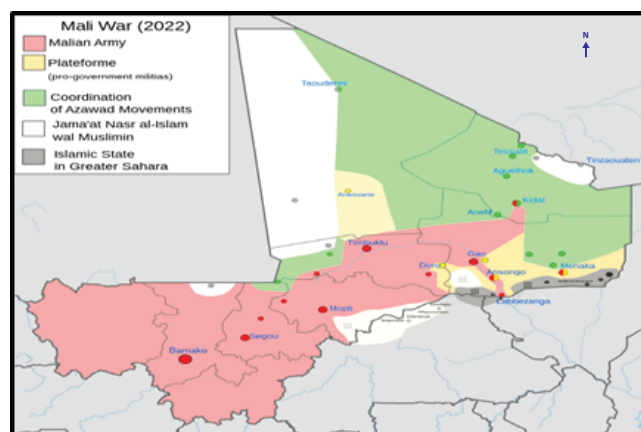 Mali War (2022)
Malian Army
Plateforme
(pro-government militias)
Coordination
of Azawad Movements
Jama'at Nasr al-Islam
wal Muslimin
Islamic State
in Greater Sahara
N
Taoudenni
Tessalit
Tinzaouaten
Aguelhok
Araouane
Kidal
Anefif
Timbuktu
Gao
Doro
Ansongo
Menaka
Labbezanga
Mopti
Segou
Bamako